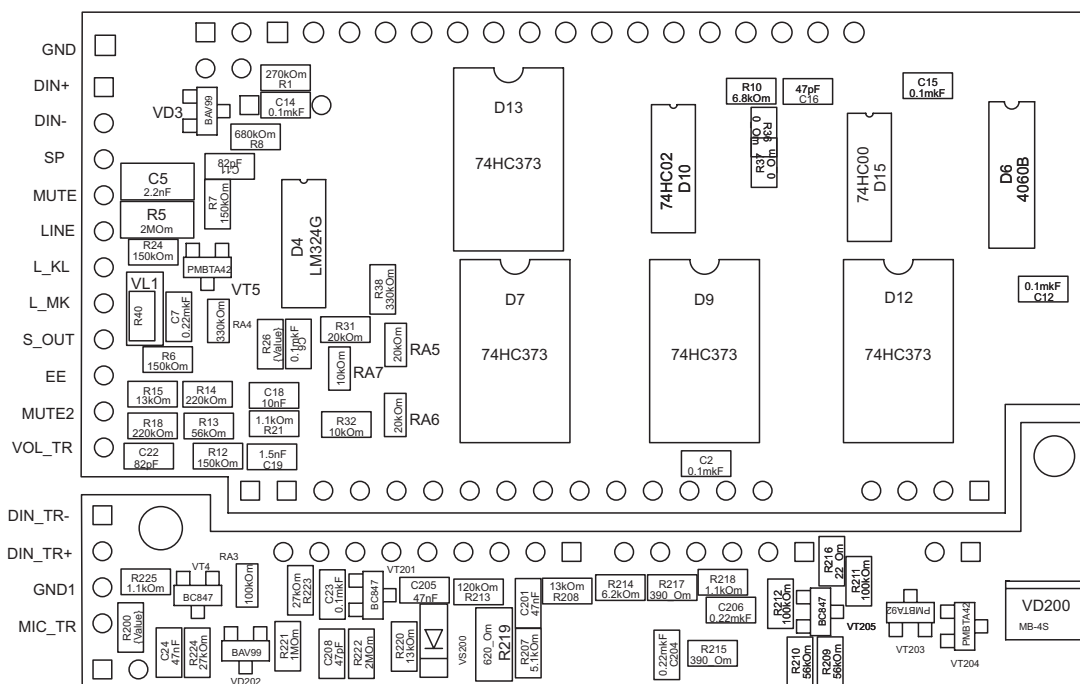 GND
DIN+
DIN-
SP
MUTE
LINE
L_KL
L_MK
S_OUT
EE
MUTE2
VOL_TR
VD3
BAV99
270kOm
R1
C14
0.1mkF
680kOm
R8
82pF
C11
C5
2.2nF
R5
2MOm
R7
150kOm
R24
150kOm
PMBTA42
VT5
D4
LM324G
VL1
R40
C7
0.22mkF
330kOm
RA4
R38
330kOm
R26
{Value}
0.1mkF
C6
R31
20kOm
20kOm
RA5
10kOm
RA7
R6
150kOm
R15
13kOm
R14
220kOm
C18
10nF
R18
220kOm
R13
56kOm
1.1kOm
R21
R32
10kOm
20kOm
RA6
C22
82pF
R12
150kOm
1.5nF
C19
D13
74HC373
74HC02
D10
R10
6.8kOm
47pF
C16
R36
0_Om
R37
0_Om
74HC00
D15
C15
0.1mkF
D6
4060B
0.1mkF
C12
D7
74HC373
D9
74HC373
D12
74HC373
C2
0.1mkF
DIN_TR-
DIN_TR+
GND1
MIC_TR
R225
1.1kOm
VT4
BC847
RA3
100kOm
R200
{Value}
C24
47nF
R224
27kOm
BAV99
VD202
27kOm
R223
C23
0.1mkF
VT201
BC847
R221
1MOm
C208
47pF
R222
2MOm
R220
13kOm
C205
47nF
VS200
120kOm
R213
620_Om
R219
C201
47nF
R207
5.1kOm
13kOm
R208
R214
6.2kOm
R217
390_Om
R218
1.1kOm
C206
0.22mkF
0.22mkF
C204
R215
390_Om
R212
100kOm
R216
22_Om
R211
100kOm
BC847
VT205
R210
56kOm
R209
56kOm
PMBTA92
VT203
PMBTA42
VT204
VD200
MB-4S